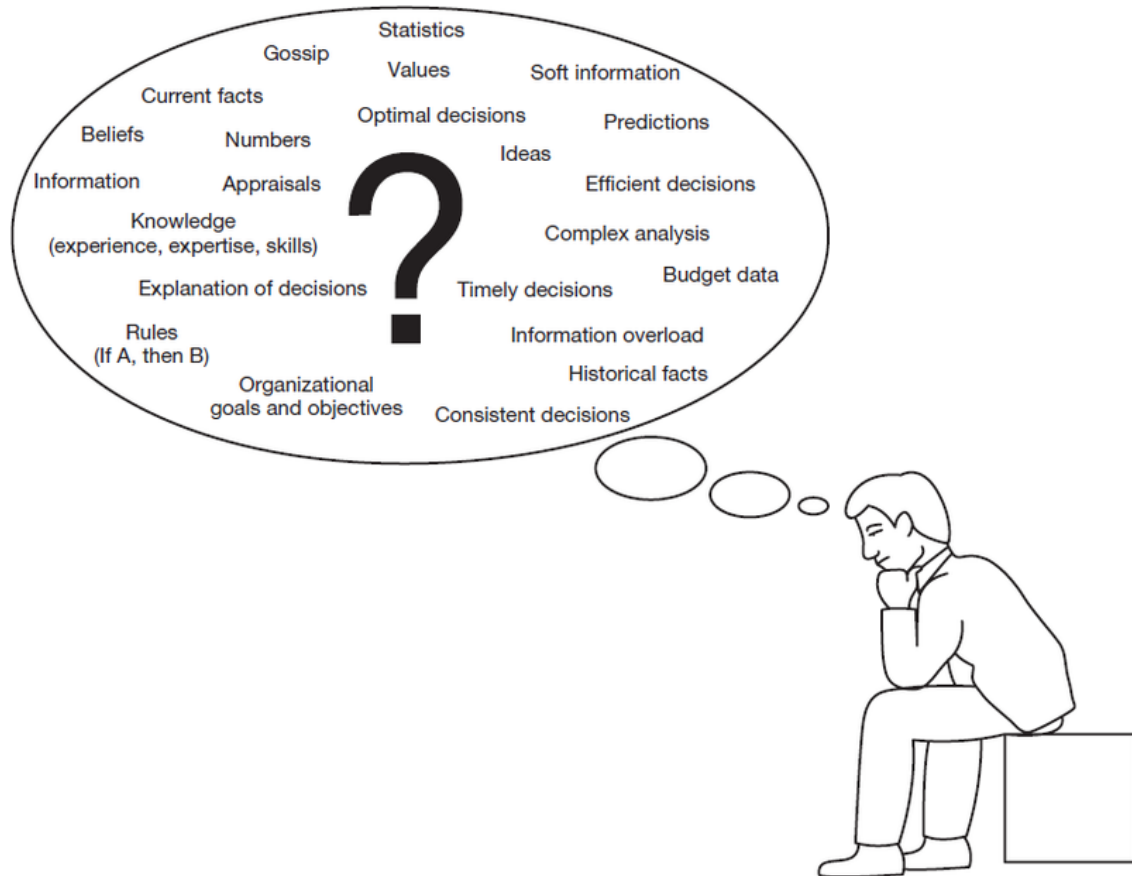 Statistics
Gossip
Values
Soft information
Current facts
Optimal decisions
Predictions
Beliefs
Numbers
Ideas
Information
Appraisals
Efficient decisions
Knowledge
(experience, expertise, skills)
?
Complex analysis
Budget data
Explanation of decisions
Timely decisions
Rules
(If A, then B)
Information overload
Historical facts
Organizational
goals and objectives
Consistent decisions